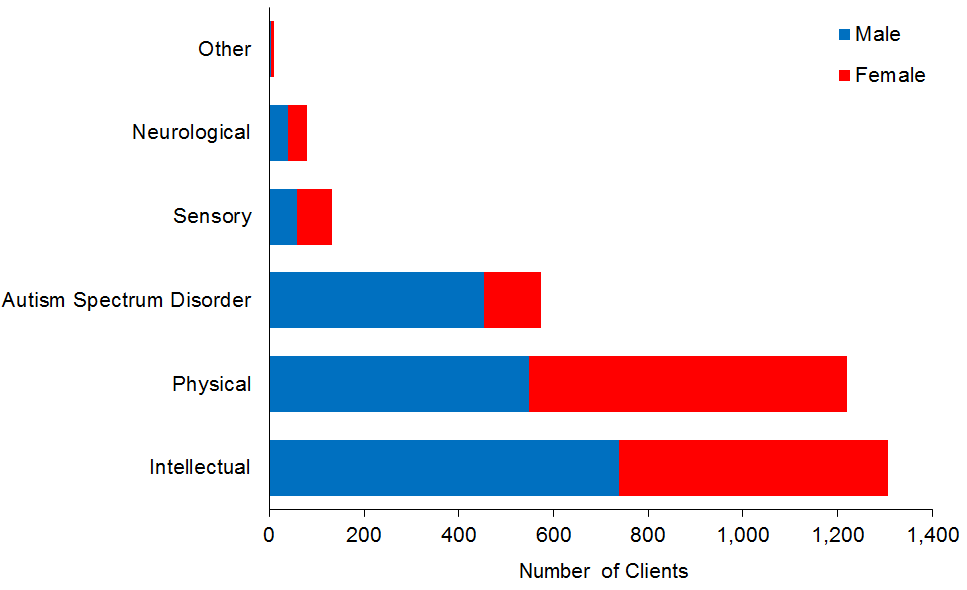 Male
Female
Other
Neurological
Sensory
Autism Spectrum Disorder
Physical
Intellectual
0 200 400 600 800 1,000 1,200 1,400
Number of Clients